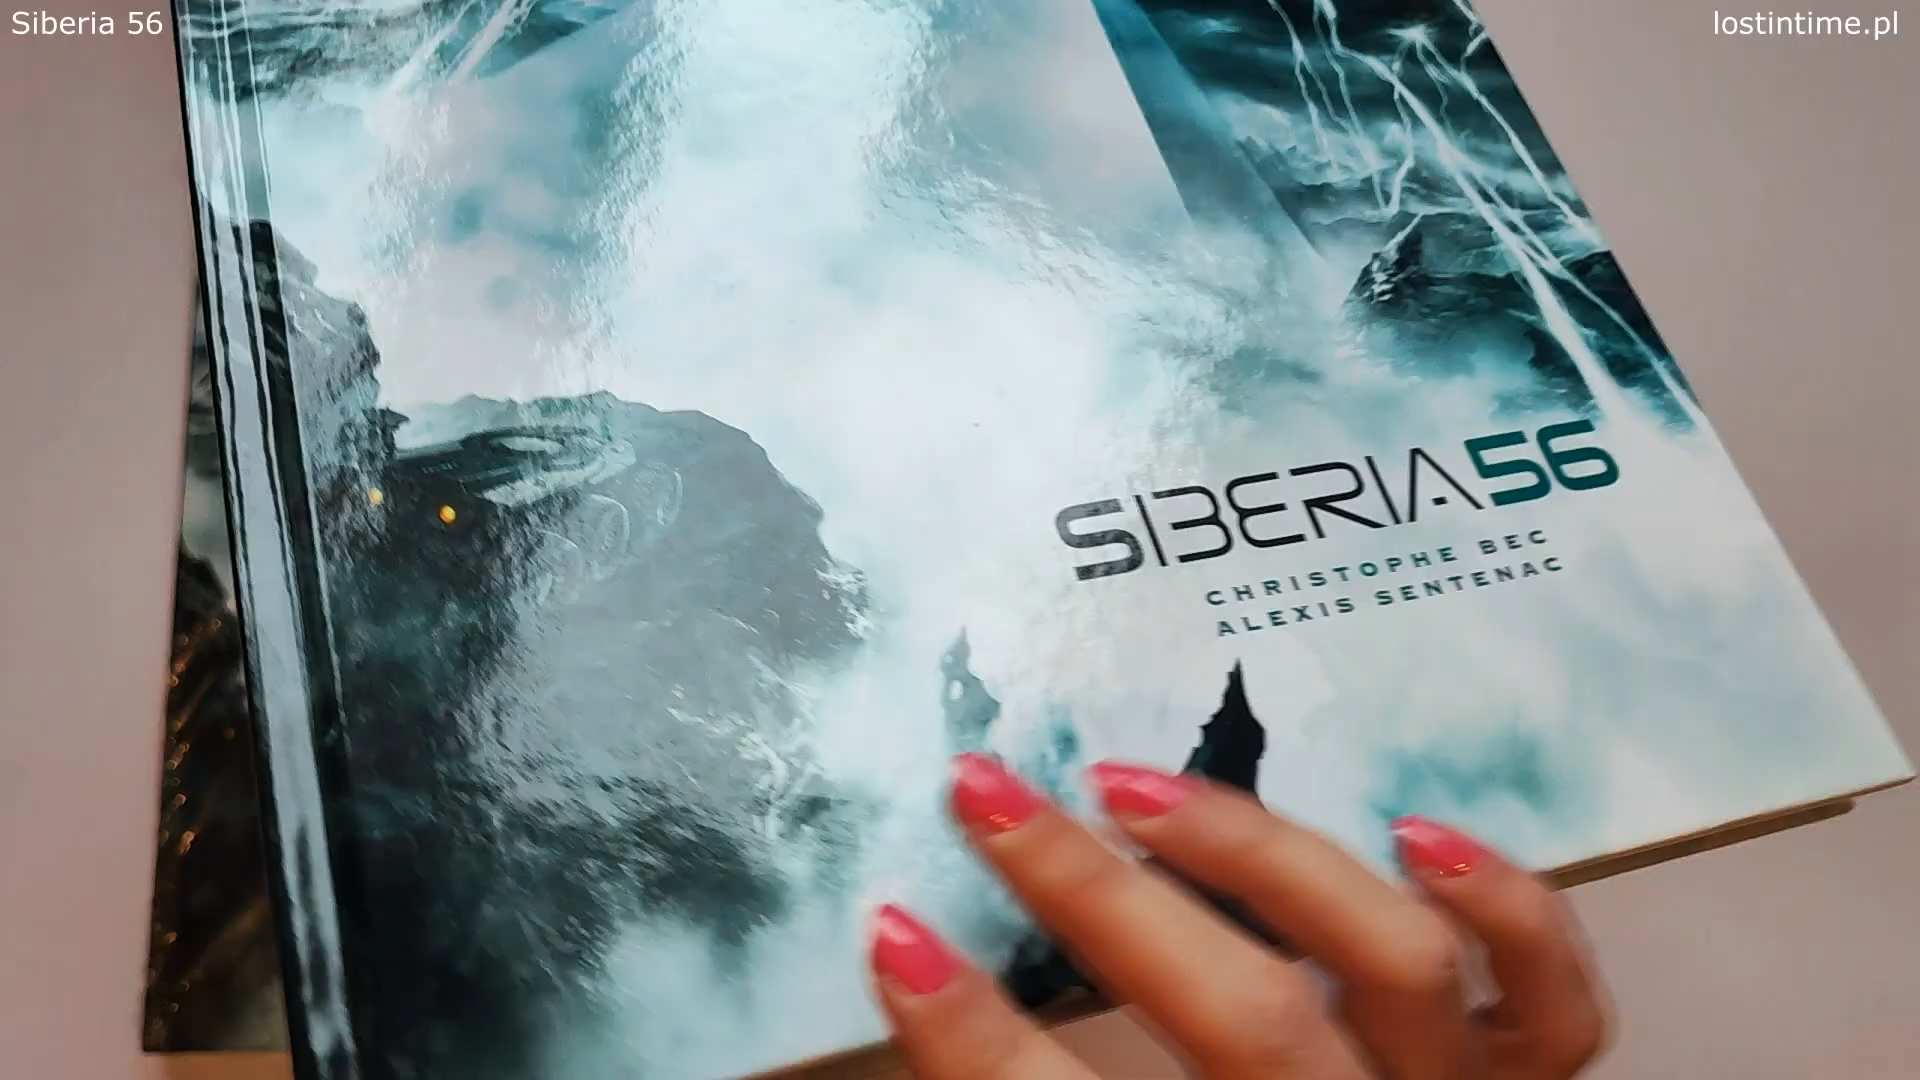 Siberia 56
lostintime.pl
SIBERIA56
CHRISTOPHE BEC
ALEXIS SENTENAC